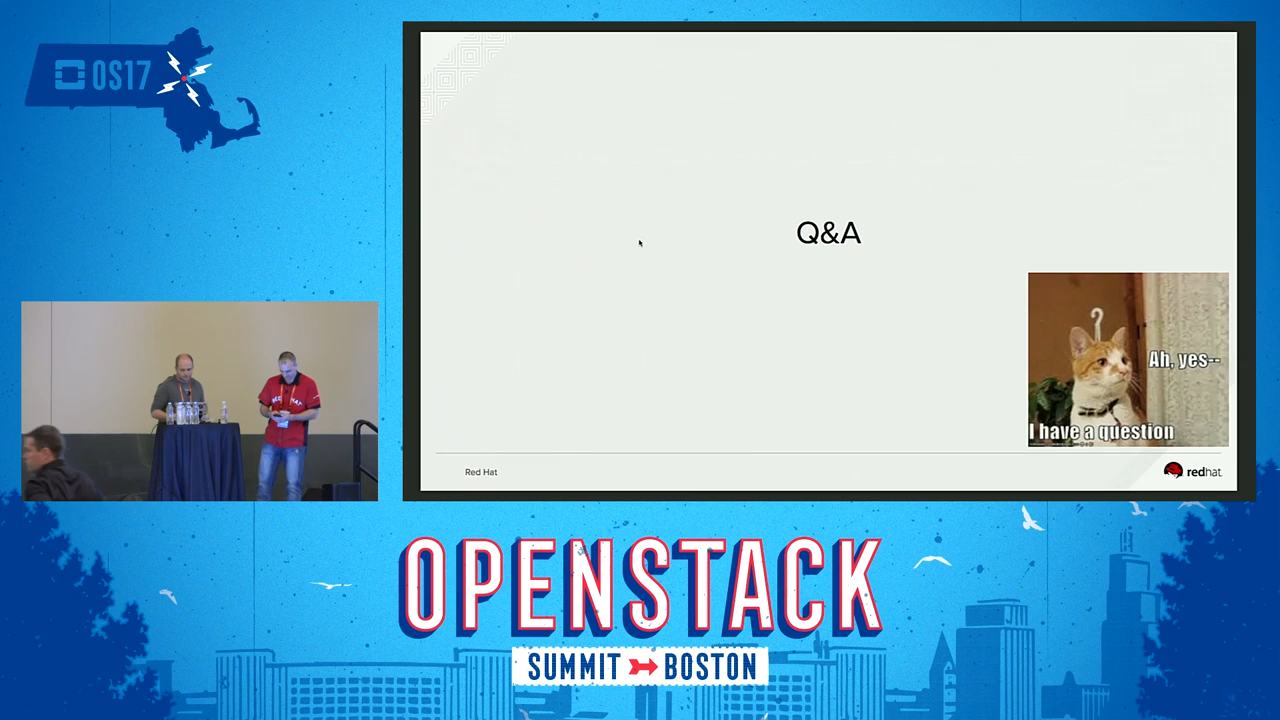 OS17
Q&A
Ah, yes--
I have a question
Red Hat
redhat
OPENSTACK
SUMMIT BOSTON